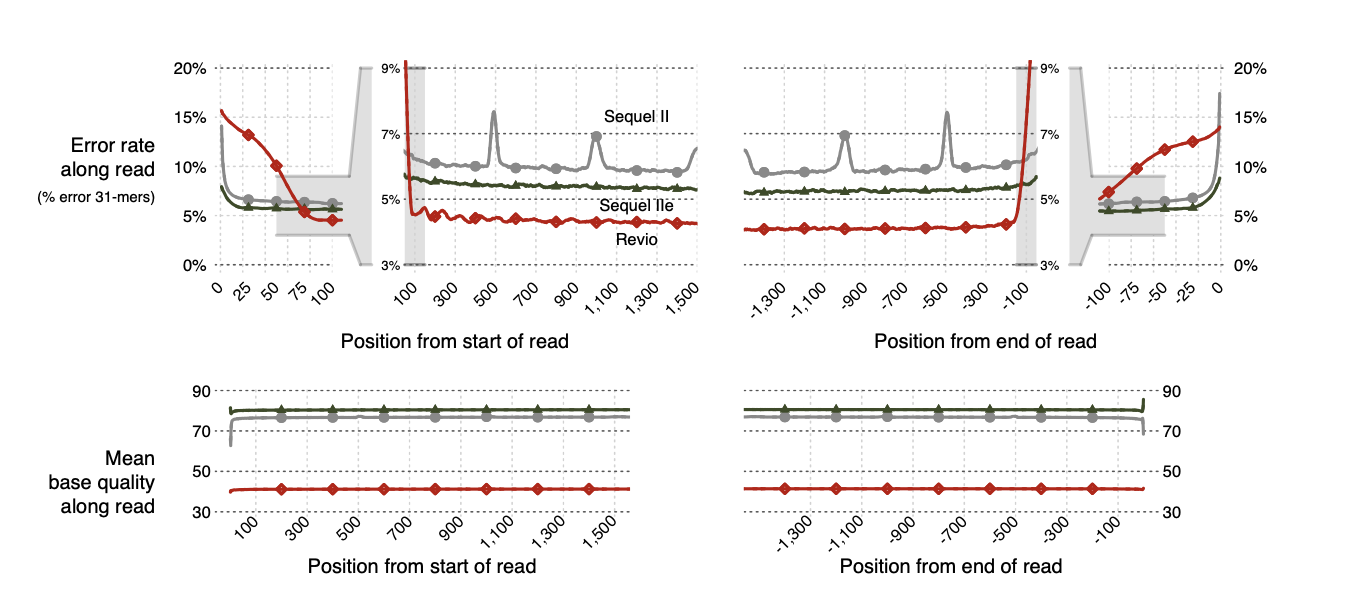 Error rate
along read
(% error 31-mers)
20%
15%
10%
5%
0%
0 25 50 75 100
9%
7%
5%
3%
Sequel II
Sequel IIe
Revio
100 300 500 700 900 1,100 1,300 1,500
Position from start of read
9%
7%
5%
3%
-1,300 -1,100 -900 -700 -500 -300 -100
Position from end of read
20%
15%
10%
5%
0%
-100 -75 -50 -25 0
Mean
base quality
along read
90
70
50
30
100 300 500 700 900 1,100 1,300 1,500
Position from start of read
90
70
50
30
-1,300 -1,100 -900 -700 -500 -300 -100
Position from end of read